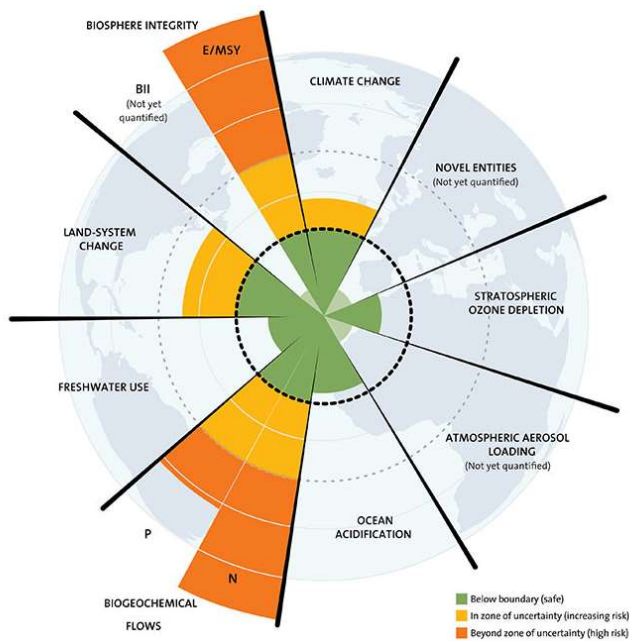 BIOSPHERE INTEGRITY
E/MSY
BII
(Not yet
quantified)
CLIMATE CHANGE
NOVEL ENTITIES
(Not yet quantified)
LAND-SYSTEM
CHANGE
STRATOSPHERIC
OZONE DEPLETION
FRESHWATER USE
ATMOSPHERIC AEROSOL
LOADING
(Not yet quantified)
OCEAN
ACIDIFICATION
P
N
BIOGEOCHEMICAL
FLOWS
Below boundary (safe)
In zone of uncertainty (increasing risk)
Beyond zone of uncertainty (high risk)